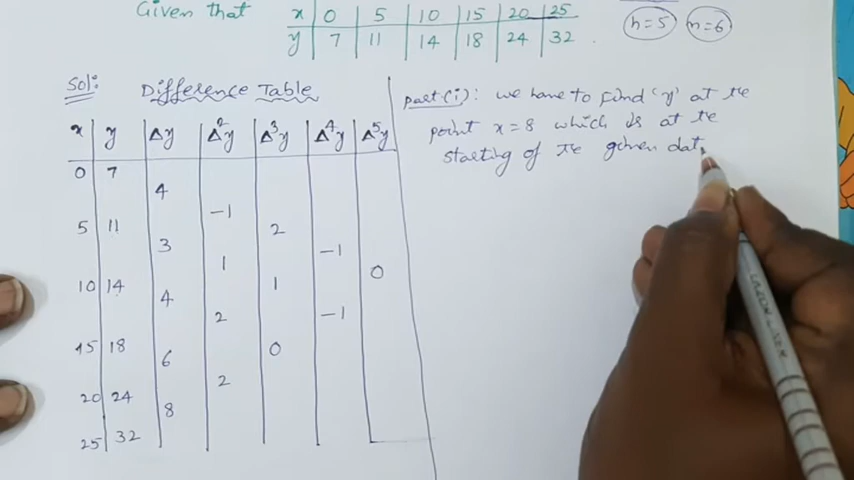 Given that
x 0 5 10 15 20 25
y 7 11 14 18 24 32
h=5 n=6
Sol:
Difference Table
x y Δy Δ²y Δ³y Δ⁴y Δ⁵y
0 7
4
-1
5 11 2
3 -1
1 0
10 14 1
4 -1
2
15 18 0
6
2
20 24
8
25 32
part(i): we have to find 'y' at the
point x=8 which is at the
starting of the given dat